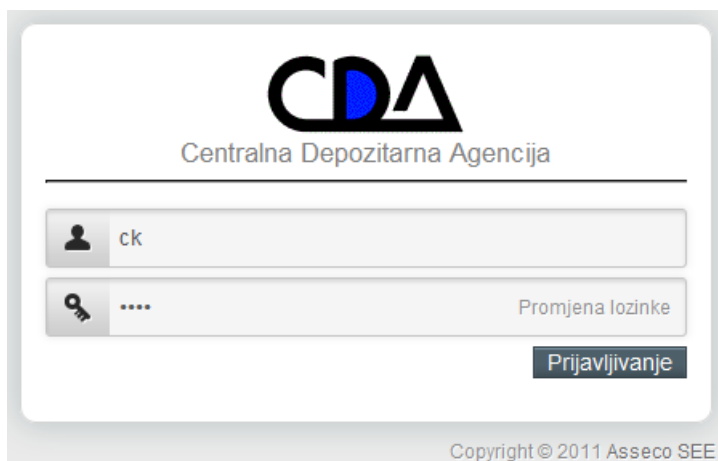 CDA
Centralna Depozitarna Agencija
ck
••••
Promjena lozinke
Prijavljivanje
Copyright © 2011 Asseco SEE